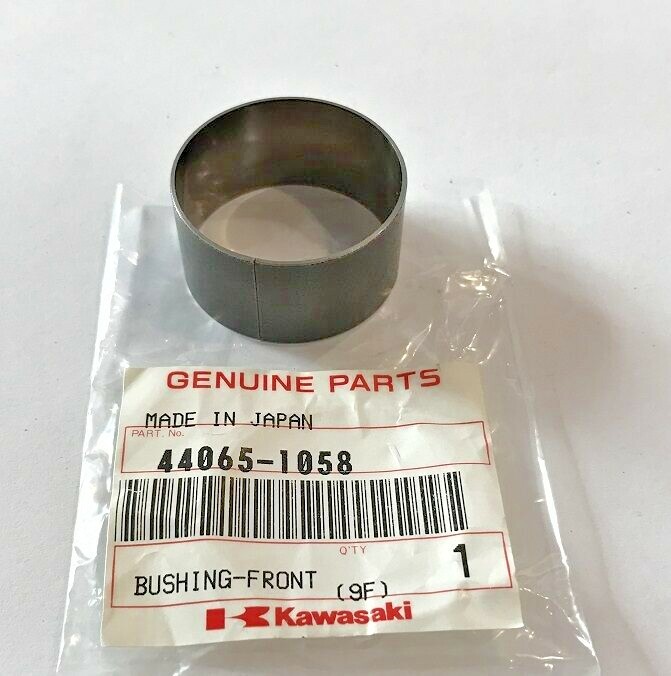 GENUINE PARTS
MADE IN JAPAN
PART. No.
44065-1058
Q'TY
1
BUSHING-FRONT (9F)
Kawasaki